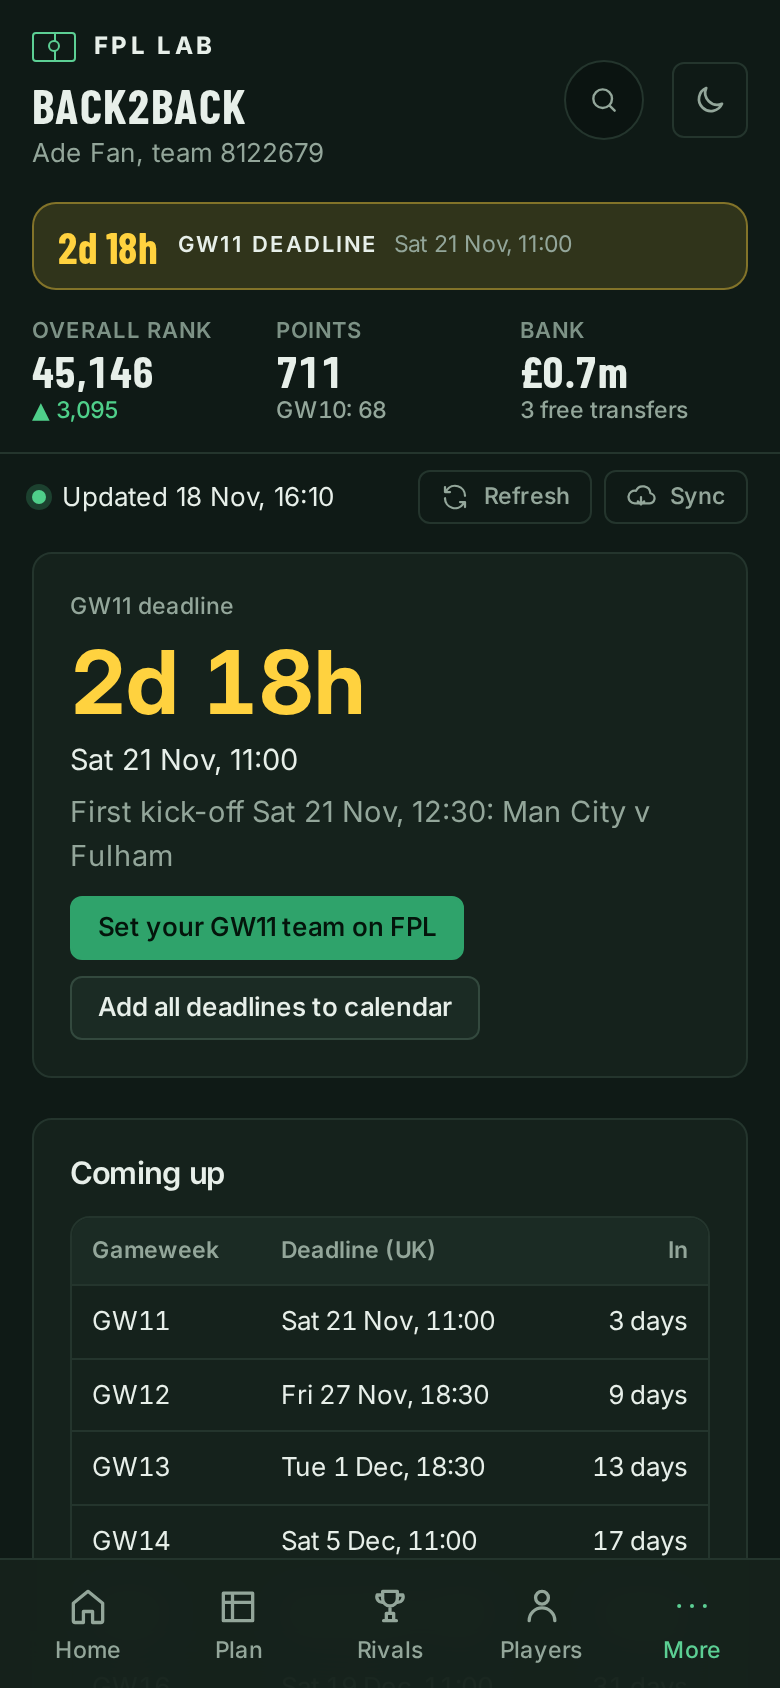 FPL LAB
BACK2BACK
Ade Fan, team 8122679
2d 18h GW11 DEADLINE Sat 21 Nov, 11:00
OVERALL RANK POINTS BANK
45,146 711 £0.7m
▲ 3,095 GW10: 68 3 free transfers
Updated 18 Nov, 16:10 Refresh Sync
GW11 deadline
2d 18h
Sat 21 Nov, 11:00
First kick-off Sat 21 Nov, 12:30: Man City v
Fulham
Set your GW11 team on FPL
Add all deadlines to calendar
Coming up
Gameweek Deadline (UK) In
GW11 Sat 21 Nov, 11:00 3 days
GW12 Fri 27 Nov, 18:30 9 days
GW13 Tue 1 Dec, 18:30 13 days
GW14 Sat 5 Dec, 11:00 17 days
Home Plan Rivals Players More